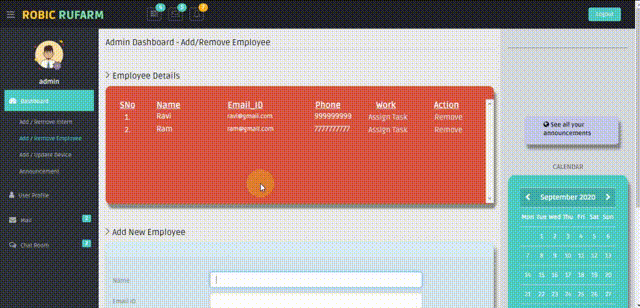 ROBIC RUFARM
Logout
admin
Dashboard
Add / Remove Intern
Add / Remove Employee
Add / Update Device
Announcement
User Profile
Mail
Chat Room
Admin Dashboard - Add/Remove Employee
Employee Details
SNo Name Email_ID Phone Work Action
1 Ravi ravi@gmail.com 999999999 Assign Task Remove
2 Ram ram@gmail.com 7777777777 Assign Task Remove
Add New Employee
Name
Email ID
See all your
announcements
CALENDAR
September 2020
Mon Tue Wed Thu Fri Sat Sun
1 2 3 4 5 6
7 8 9 10 11 12 13
14 15 16 17 18 19 20
21 22 23 24 25 26 27